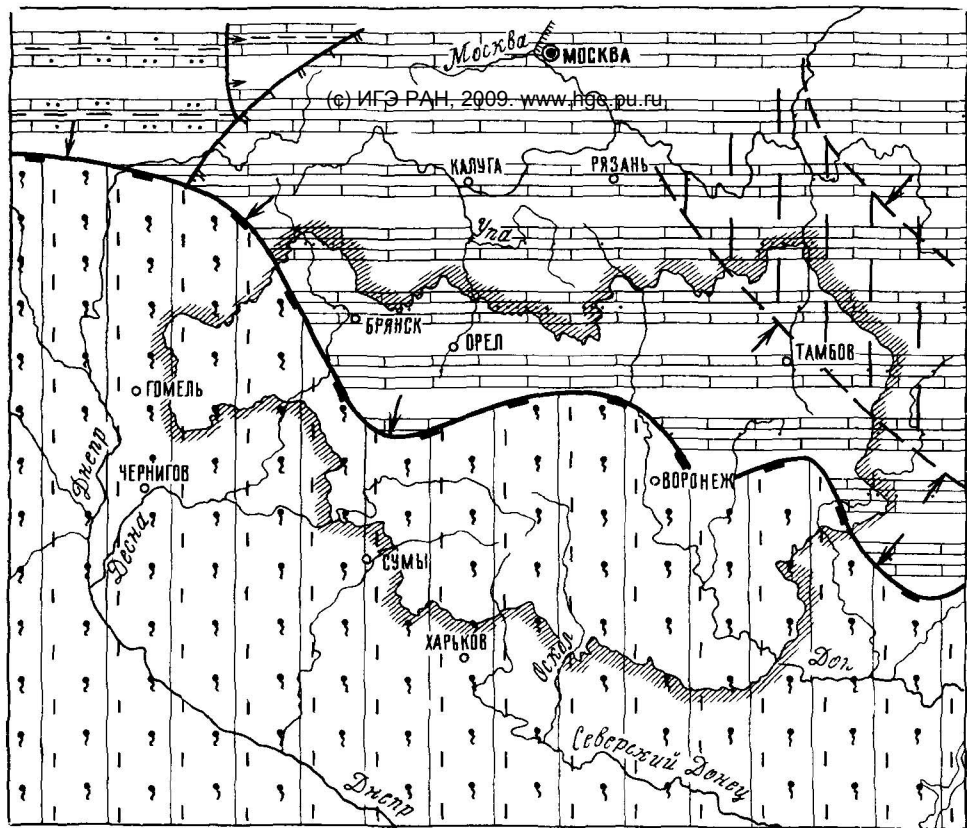 Москва
МОСКВА
(c) ИГЭ РАН, 2009. www.hge.pu.ru
КАЛУГА
РЯЗАНЬ
Упа
БРЯНСК
ОРЕЛ
ТАМБОВ
ГОМЕЛЬ
Днепр
ЧЕРНИГОВ
ВОРОНЕЖ
Десна
СУМЫ
ХАРЬКОВ
Оскол
Дон
Северский Донец
Днепр